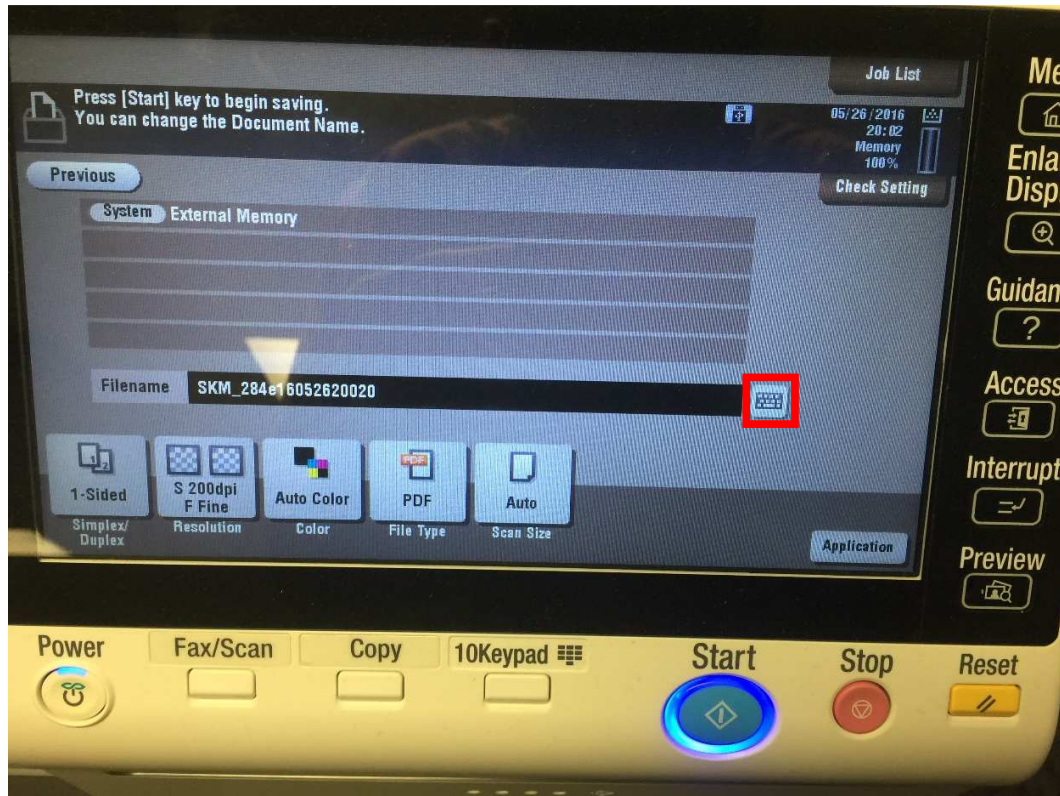 Job List
Press [Start] key to begin saving.
You can change the Document Name.
05/26/2016
20:02
Memory
100%
Previous
Check Setting
System External Memory
Filename SKM_284e16052620020
1-Sided
S 200dpi
F Fine
Auto Color
PDF
PDF
Auto
Simplex/
Duplex
Resolution
Color
File Type
Scan Size
Application
Me
Enla
Disp
Guidan
?
Access
Interrupt
Preview
Power
Fax/Scan
Copy
10Keypad
Start
Stop
Reset